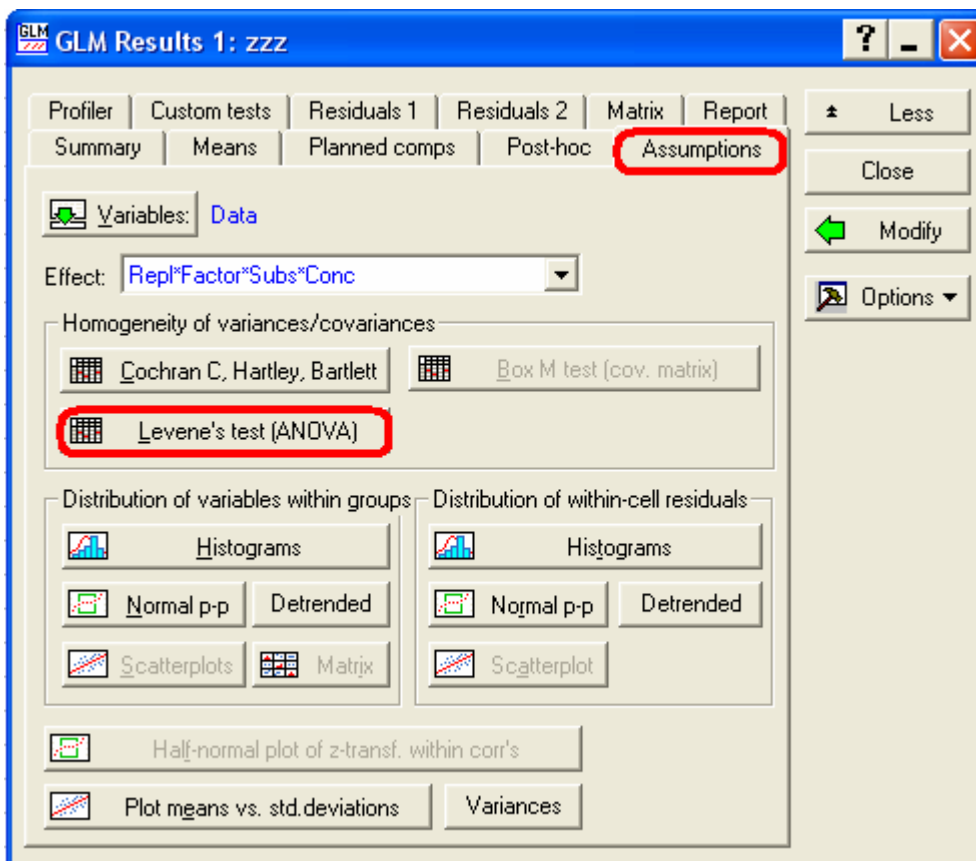 GLM GLM Results 1: zzz ?
Profiler Custom tests Residuals 1 Residuals 2 Matrix Report
Summary Means Planned comps Post-hoc Assumptions
Less
Close
Modify
Options
Variables: Data
Effect: Repl*Factor*Subs*Conc
Homogeneity of variances/covariances
Cochran C, Hartley, Bartlett Box M test (cov. matrix)
Levene's test (ANOVA)
Distribution of variables within groups
Histograms
Normal p-p Detrended
Scatterplots Matrix
Distribution of within-cell residuals
Histograms
Normal p-p Detrended
Scatterplot
Half-normal plot of z-transf. within corr's
Plot means vs. std.deviations Variances